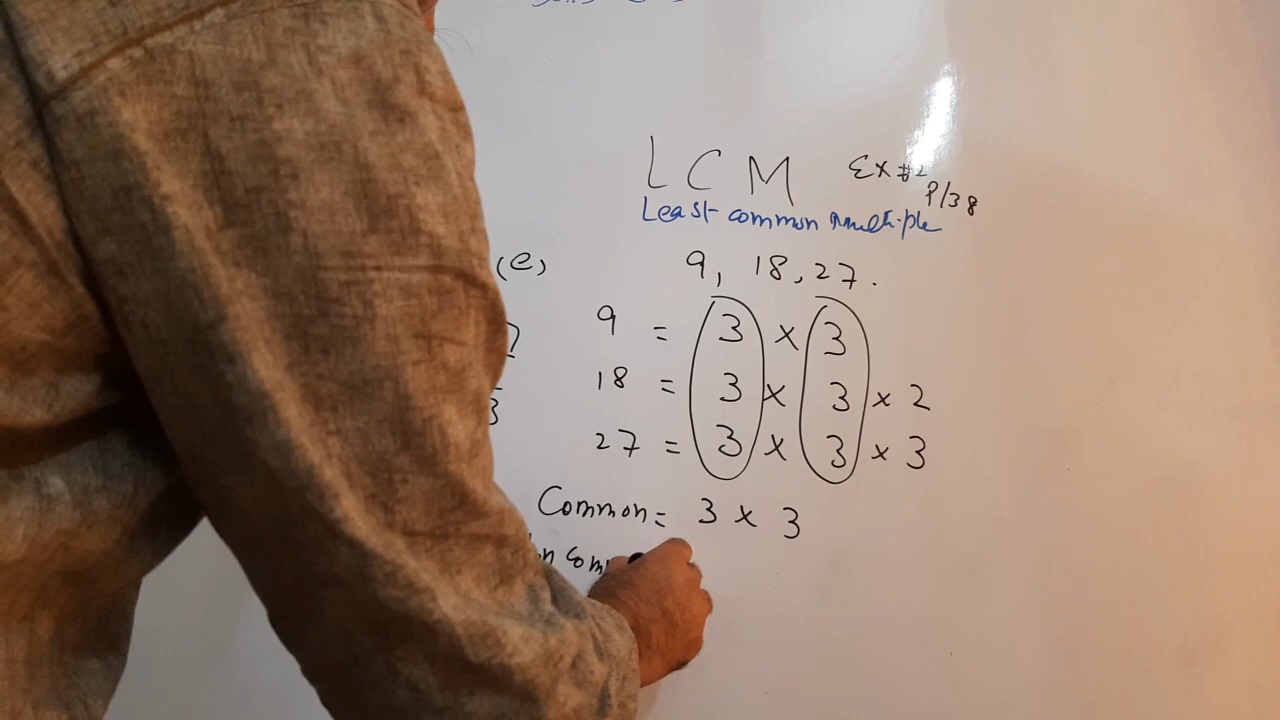 LCM Ex #2
P/38
Least common multiple
(e) 9, 18, 27.
9 = 3 × 3
18 = 3 × 3 × 2
27 = 3 × 3 × 3
Common = 3 × 3